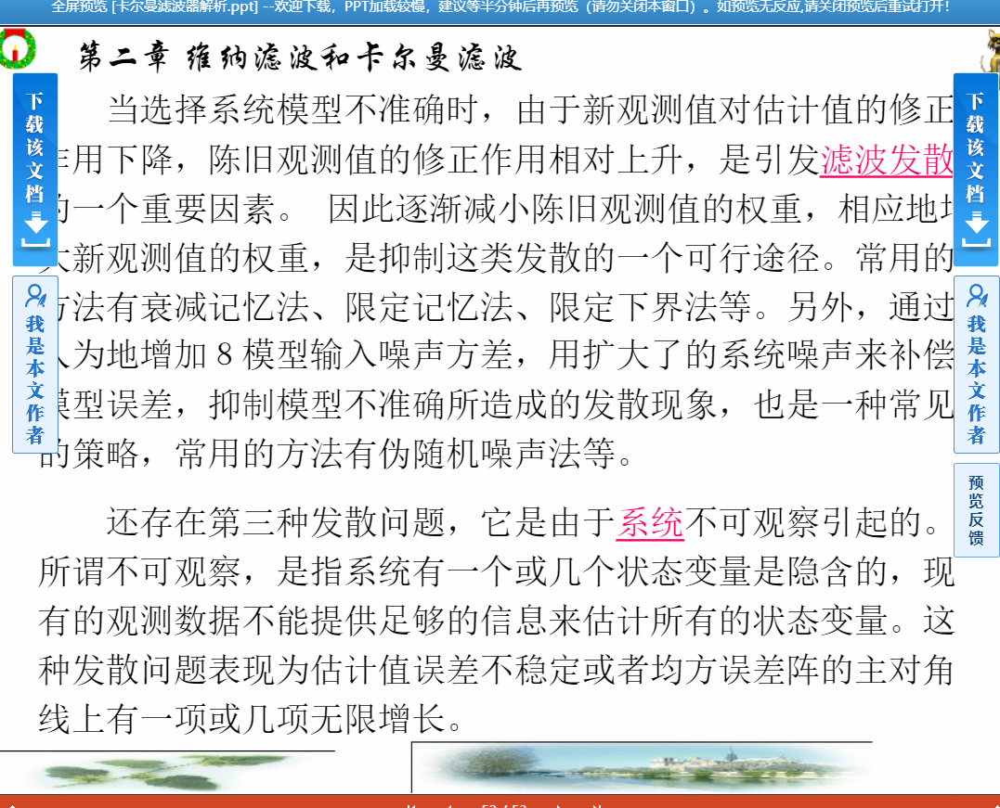 全屏预览 [卡尔曼滤波器解析.ppt] --欢迎下载，PPT加载较慢，建议等半分钟后再预览（请勿关闭本窗口）。如预览无反应,请关闭预览后重试打开！
第二章 维纳滤波和卡尔曼滤波
当选择系统模型不准确时，由于新观测值对估计值的修正
用下降，陈旧观测值的修正作用相对上升，是引发滤波发散
的一个重要因素。 因此逐渐减小陈旧观测值的权重，相应地
大新观测值的权重，是抑制这类发散的一个可行途径。常用的
方法有衰减记忆法、限定记忆法、限定下界法等。另外，通过
人为地增加 8 模型输入噪声方差，用扩大了的系统噪声来补偿
模型误差，抑制模型不准确所造成的发散现象，也是一种常见
的策略，常用的方法有伪随机噪声法等。
还存在第三种发散问题，它是由于系统不可观察引起的。
所谓不可观察，是指系统有一个或几个状态变量是隐含的，现
有的观测数据不能提供足够的信息来估计所有的状态变量。这
种发散问题表现为估计值误差不稳定或者均方误差阵的主对角
线上有一项或几项无限增长。
下载该文档
我是本文作者
下载该文档
我是本文作者
预览反馈